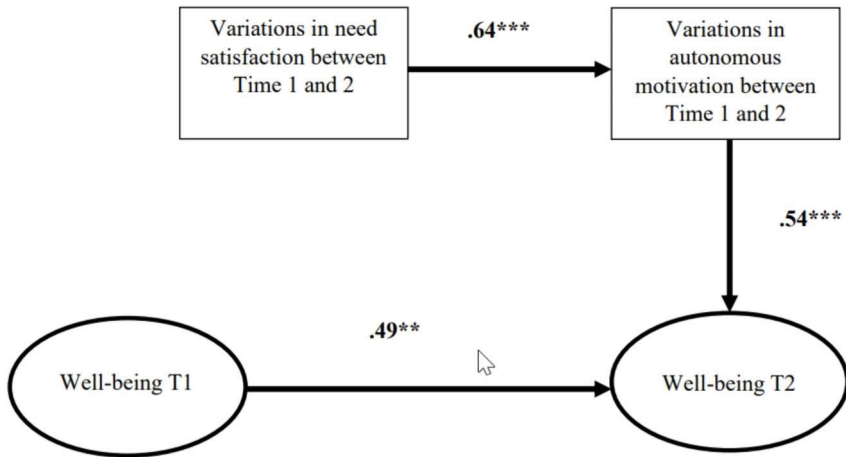 Variations in need
satisfaction between
Time 1 and 2
.64***
Variations in
autonomous
motivation between
Time 1 and 2
.54***
.49**
Well-being T1
Well-being T2